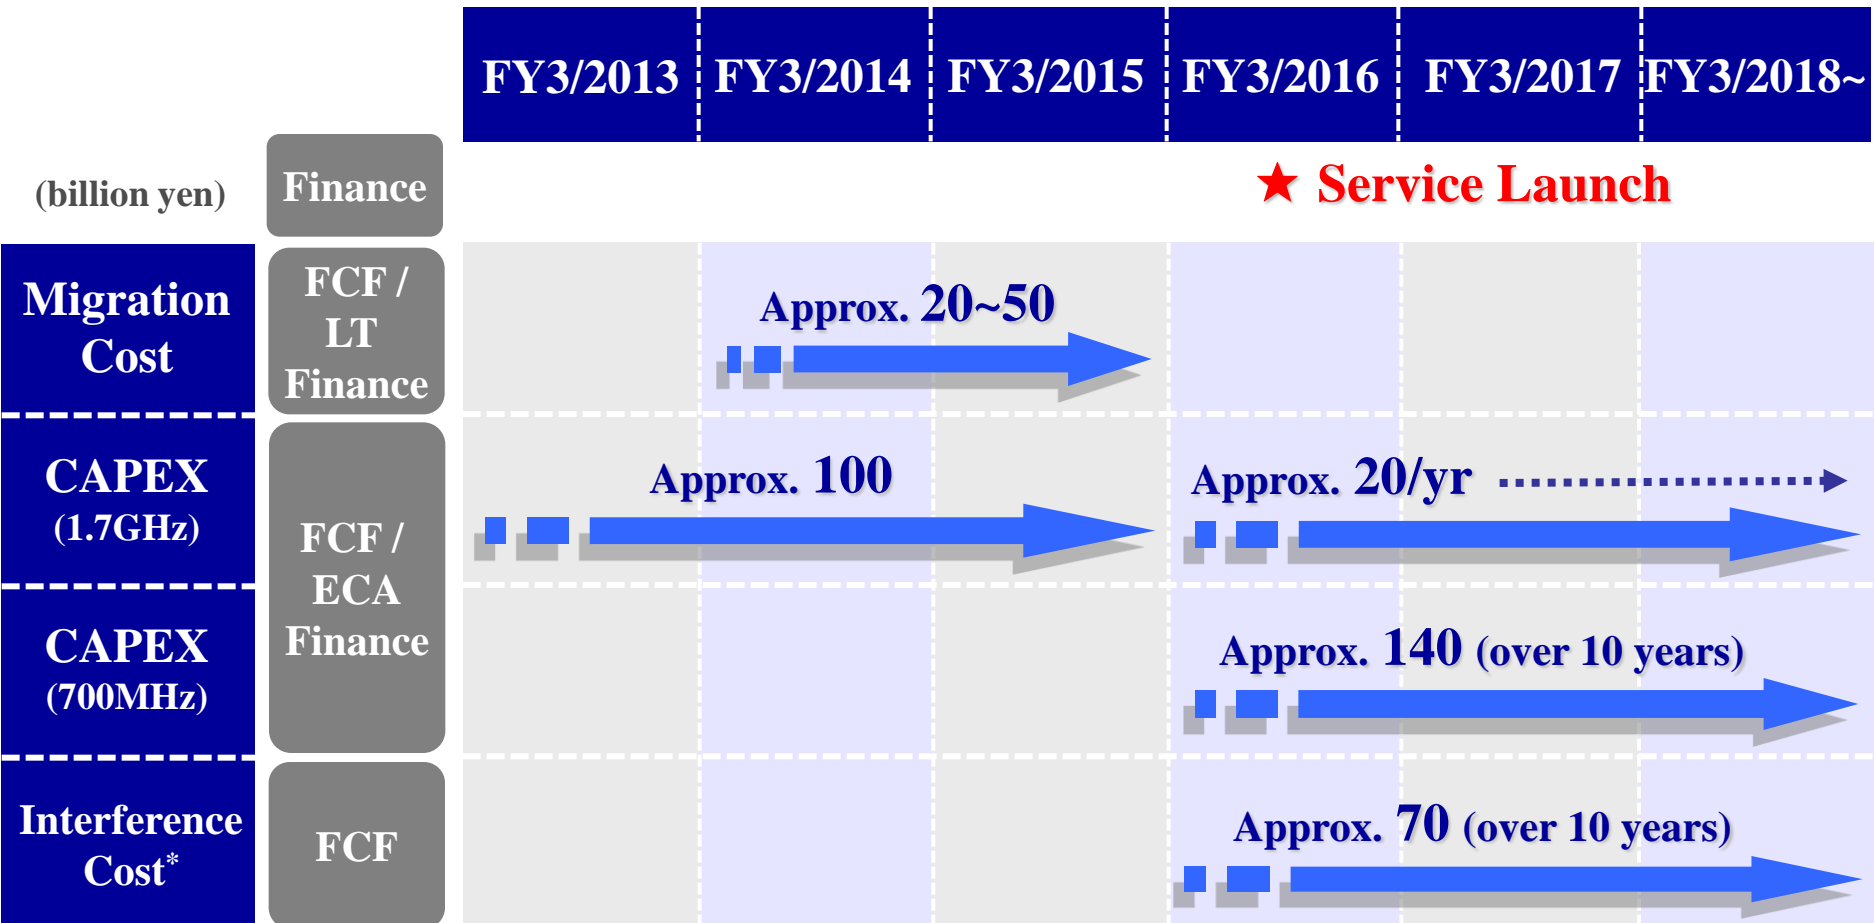 FY3/2013 FY3/2014 FY3/2015 FY3/2016 FY3/2017 FY3/2018~
(billion yen)
Finance
★ Service Launch
Migration
Cost
FCF /
LT
Finance
Approx. 20~50
CAPEX
(1.7GHz)
FCF /
ECA
Finance
Approx. 100
Approx. 20/yr
CAPEX
(700MHz)
Approx. 140 (over 10 years)
Interference
Cost*
FCF
Approx. 70 (over 10 years)